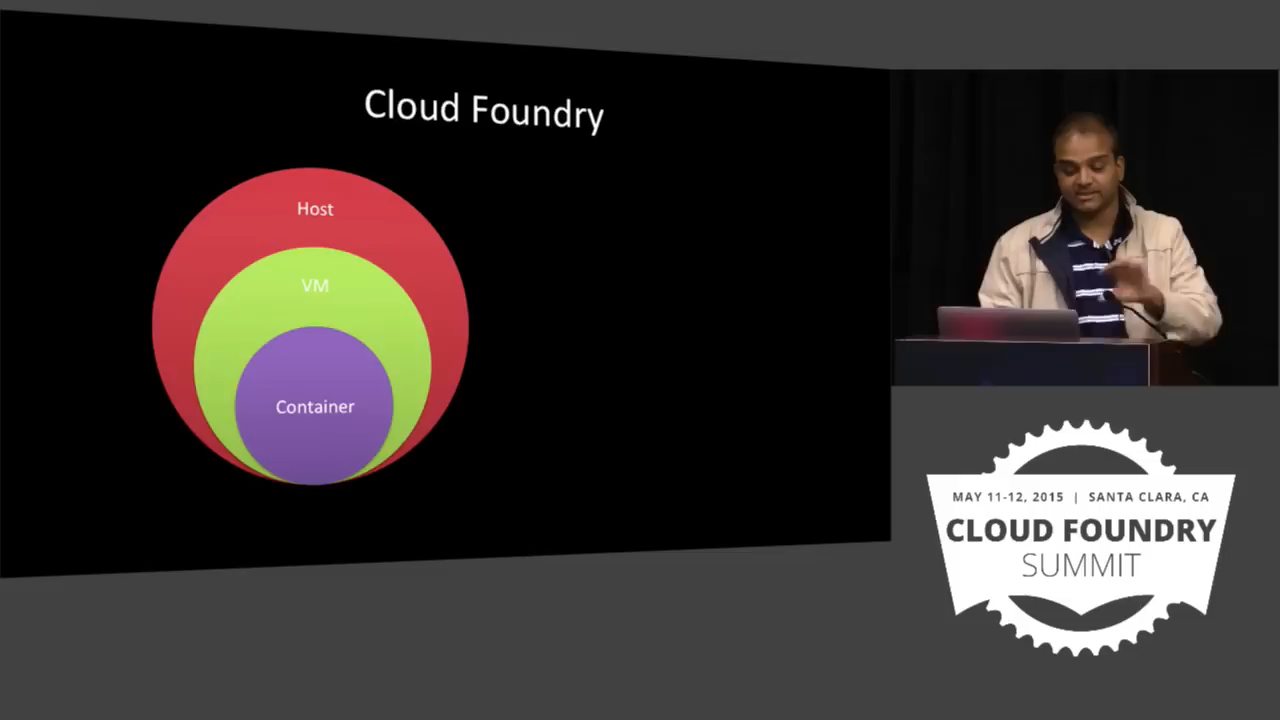 Cloud Foundry
Host
VM
Container
MAY 11-12, 2015 | SANTA CLARA, CA
CLOUD FOUNDRY
SUMMIT